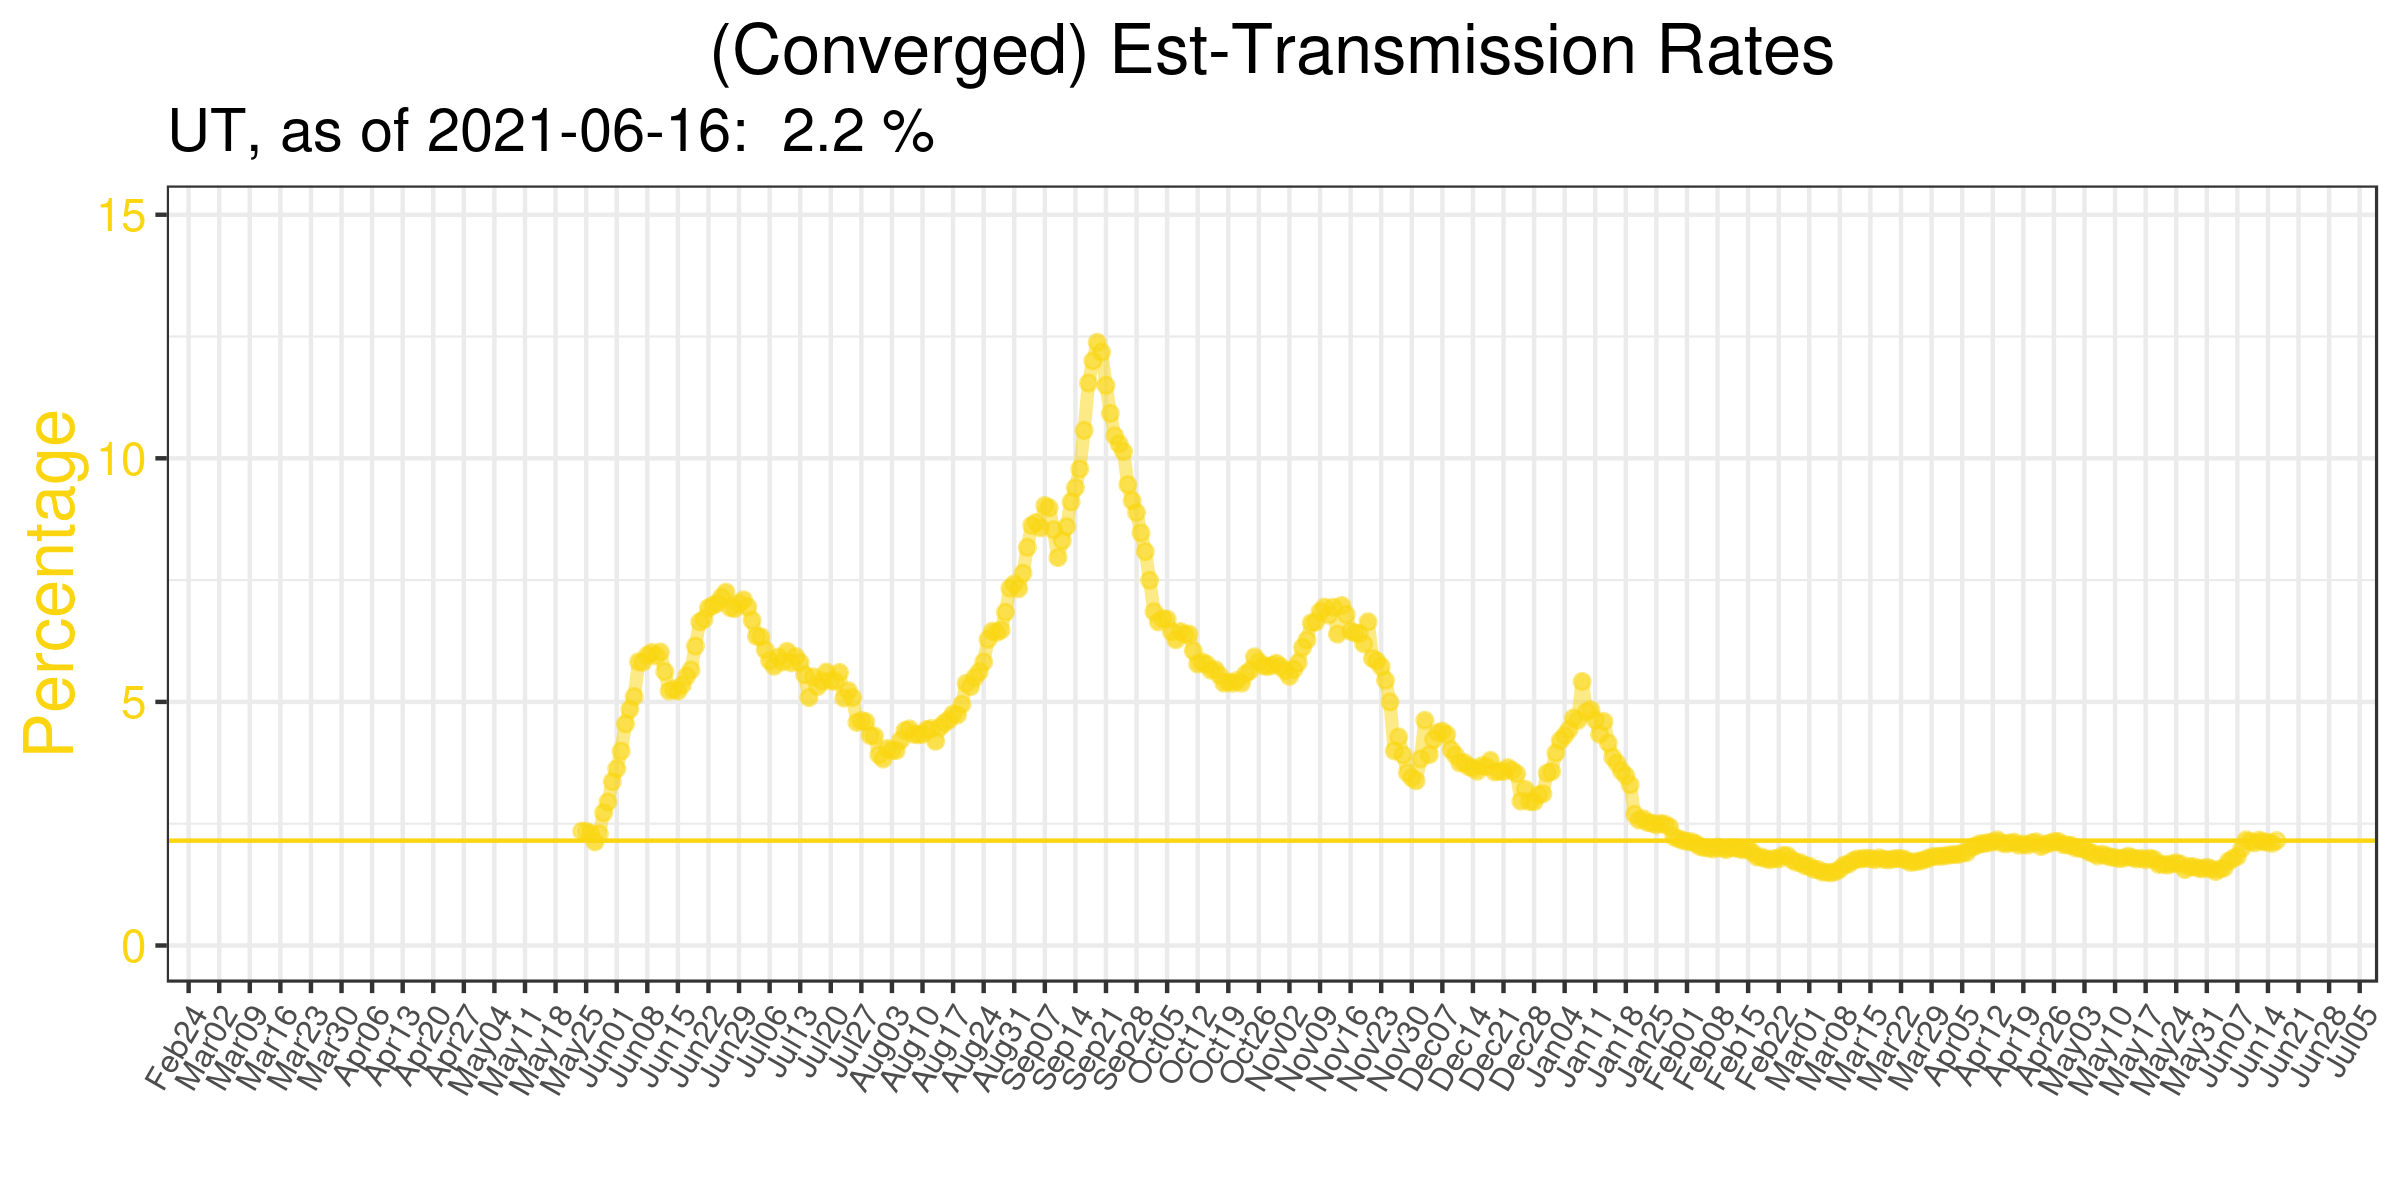 (Converged) Est-Transmission Rates
UT, as of 2021-06-16:  2.2 %
Percentage
15
10
5
0
Feb24
Mar02
Mar09
Mar16
Mar23
Mar30
Apr06
Apr13
Apr20
Apr27
May04
May11
May18
May25
Jun01
Jun08
Jun15
Jun22
Jun29
Jul06
Jul13
Jul20
Jul27
Aug03
Aug10
Aug17
Aug24
Aug31
Sep07
Sep14
Sep21
Sep28
Oct05
Oct12
Oct19
Oct26
Nov02
Nov09
Nov16
Nov23
Nov30
Dec07
Dec14
Dec21
Dec28
Jan04
Jan11
Jan18
Jan25
Feb01
Feb08
Feb15
Feb22
Mar01
Mar08
Mar15
Mar22
Mar29
Apr05
Apr12
Apr19
Apr26
May03
May10
May17
May24
May31
Jun07
Jun14
Jun21
Jun28
Jul05